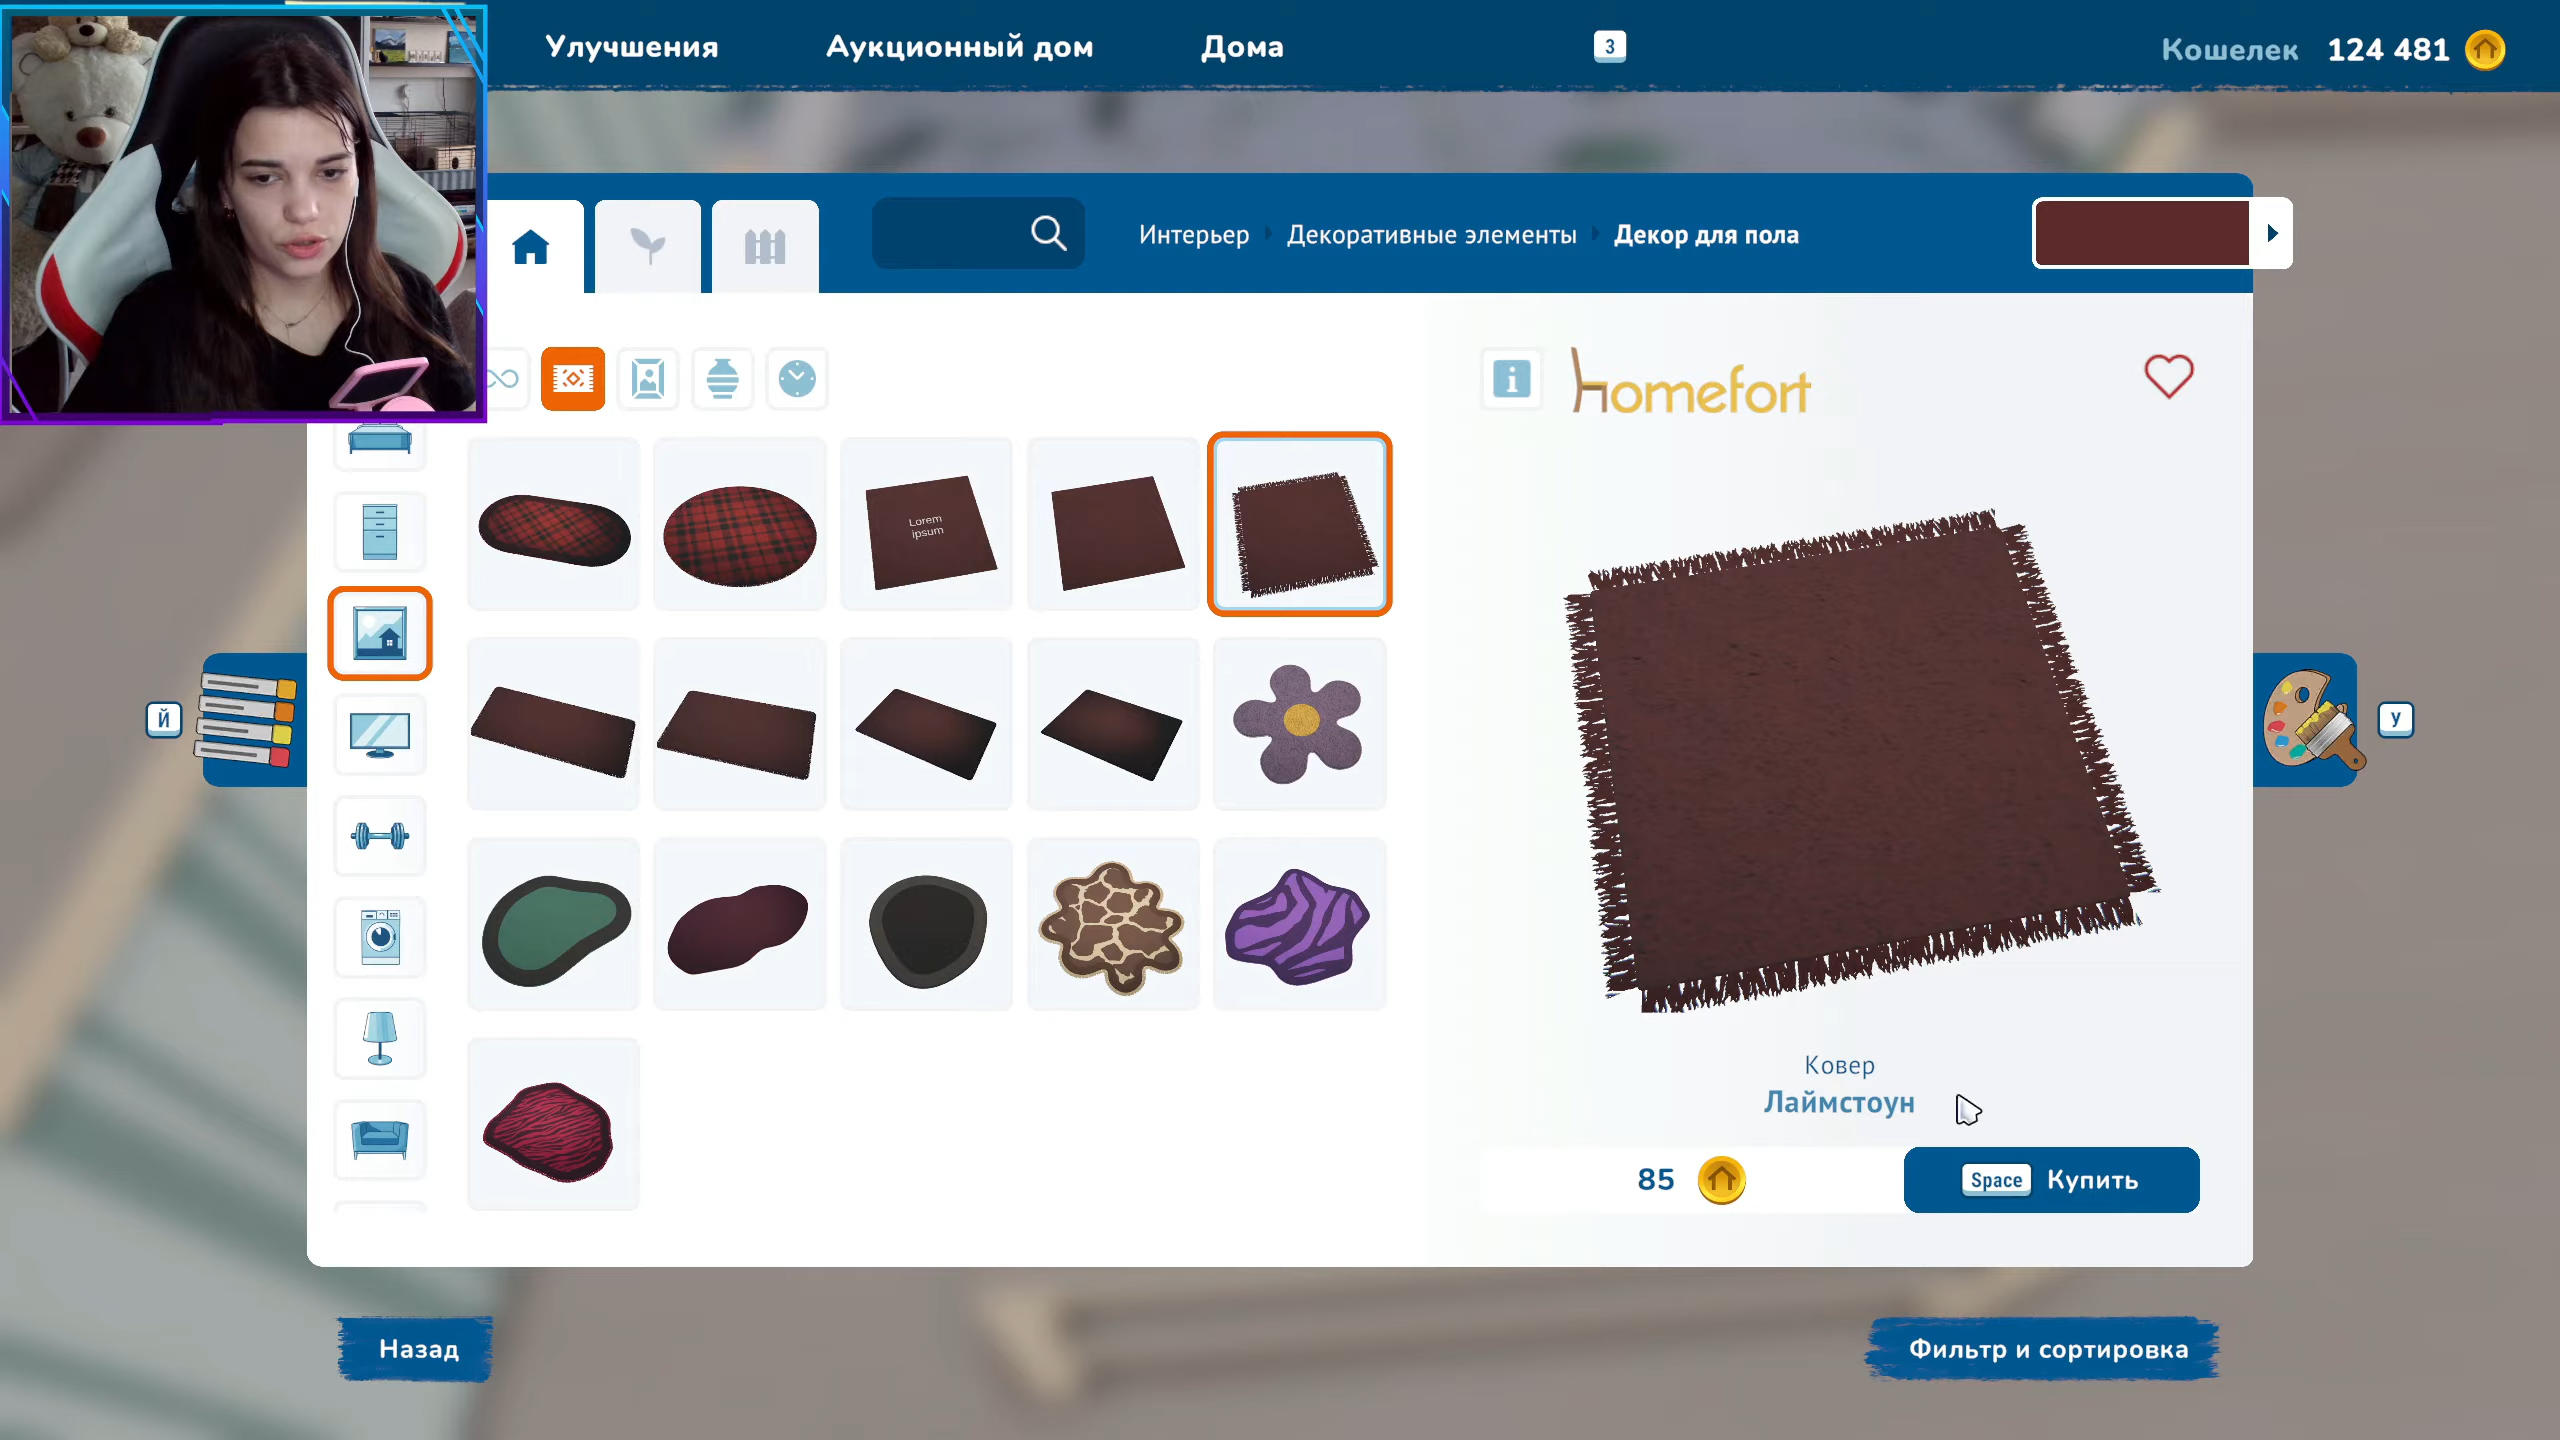 Улучшения
Аукционный дом
Дома
3
Кошелек 124 481
Интерьер
Декоративные элементы
Декор для пола
i
homefort
Lorem
ipsum
Й
У
Ковер
Лаймстоун
85
Space
Купить
Назад
Фильтр и сортировка